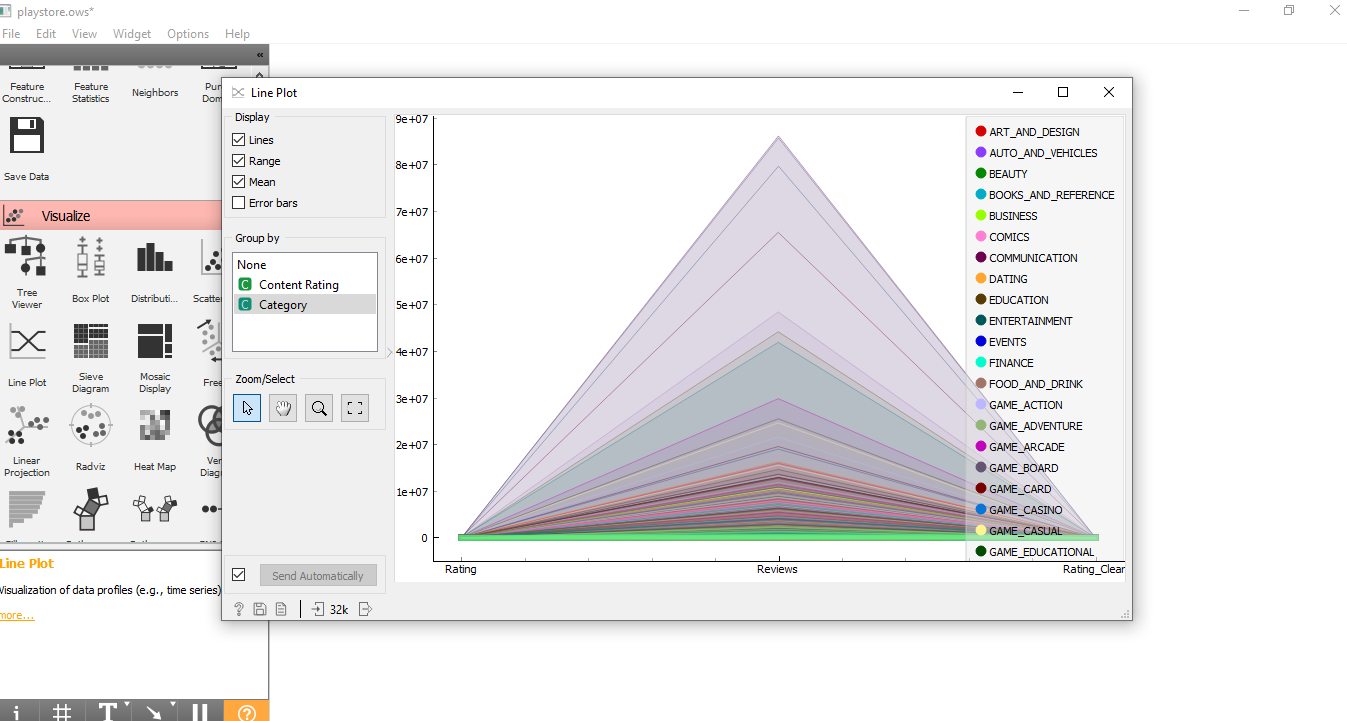 playstore.ows*
File Edit View Widget Options Help
«
Feature Construc...
Feature Statistics
Neighbors
Pur
Dom
Save Data
Visualize
Tree Viewer
Box Plot
Distributi...
Scatte
Line Plot
Sieve Diagram
Mosaic Display
Free
Linear Projection
Radviz
Heat Map
Ver
Diag
Line Plot
Visualization of data profiles (e.g., time series)
more...
Line Plot
Display
Lines
Range
Mean
Error bars
Group by
None
C Content Rating
C Category
Zoom/Select
Send Automatically
? 32k
9e+07
8e+07
7e+07
6e+07
5e+07
4e+07
3e+07
2e+07
1e+07
0
Rating
Reviews
Rating_Clear
ART_AND_DESIGN
AUTO_AND_VEHICLES
BEAUTY
BOOKS_AND_REFERENCE
BUSINESS
COMICS
COMMUNICATION
DATING
EDUCATION
ENTERTAINMENT
EVENTS
FINANCE
FOOD_AND_DRINK
GAME_ACTION
GAME_ADVENTURE
GAME_ARCADE
GAME_BOARD
GAME_CARD
GAME_CASINO
GAME_CASUAL
GAME_EDUCATIONAL